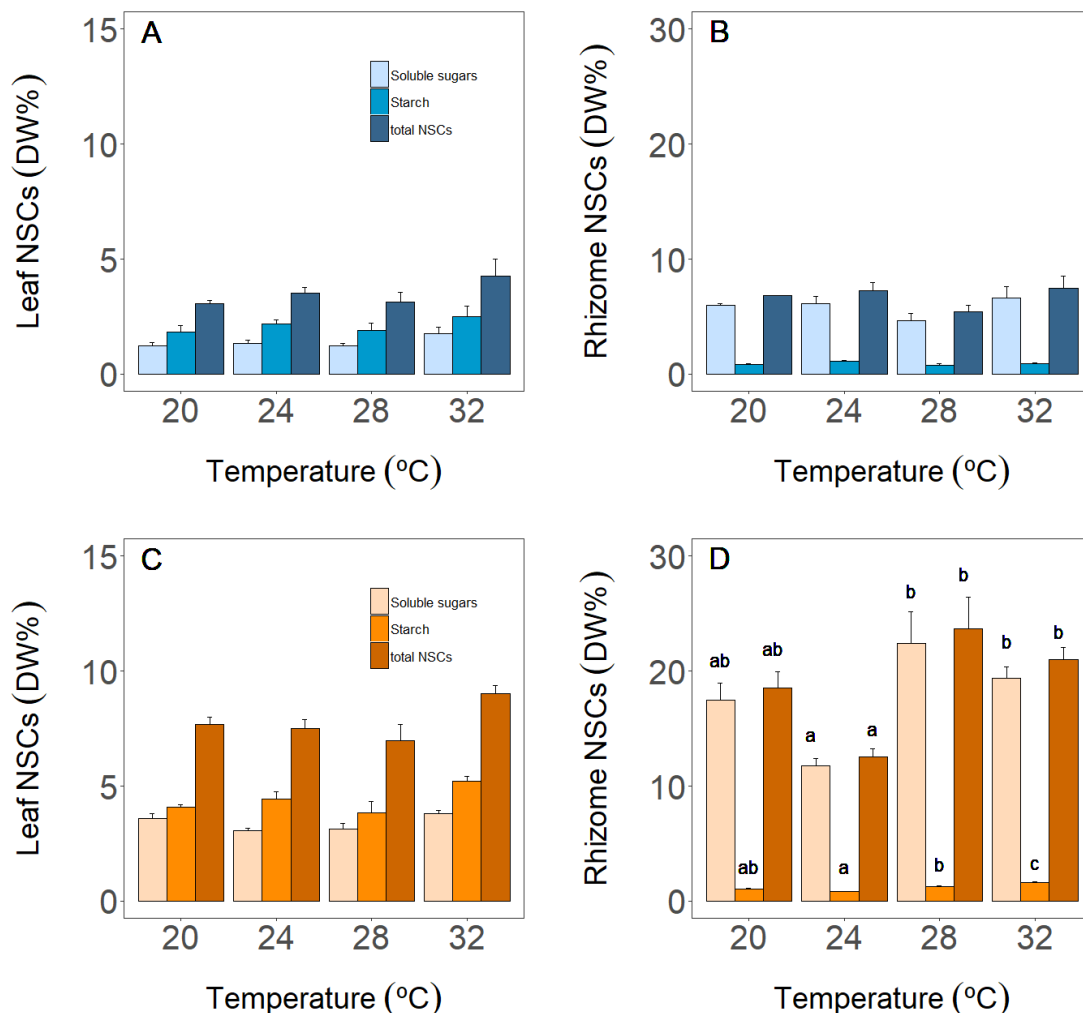 A
Leaf NSCs (DW%)
15
10
5
0
Soluble sugars
Starch
total NSCs
20 24 28 32
Temperature (ºC)
B
Rhizome NSCs (DW%)
30
20
10
0
20 24 28 32
Temperature (ºC)
C
Leaf NSCs (DW%)
15
10
5
0
Soluble sugars
Starch
total NSCs
20 24 28 32
Temperature (ºC)
D
Rhizome NSCs (DW%)
30
20
10
0
ab ab a a b b b b
ab a b c
20 24 28 32
Temperature (ºC)